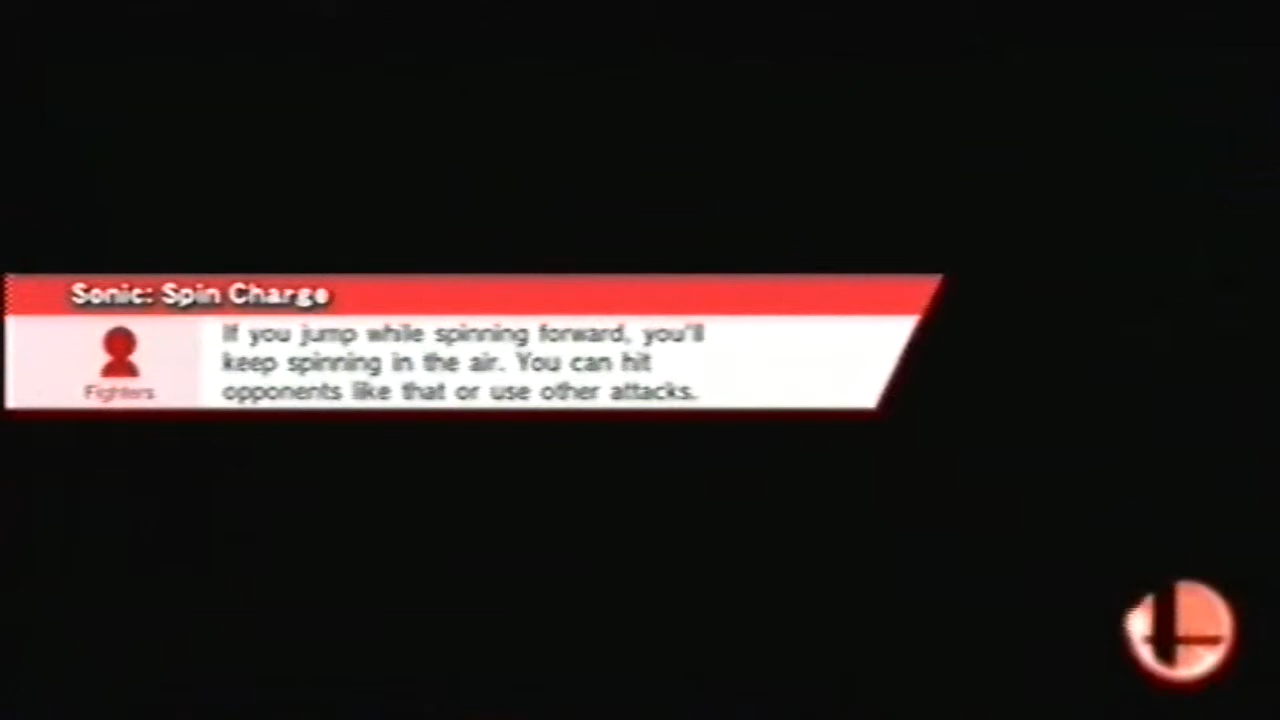 Sonic: Spin Charge
If you jump while spinning forward, you'll
keep spinning in the air. You can hit
opponents like that or use other attacks.
Fighters